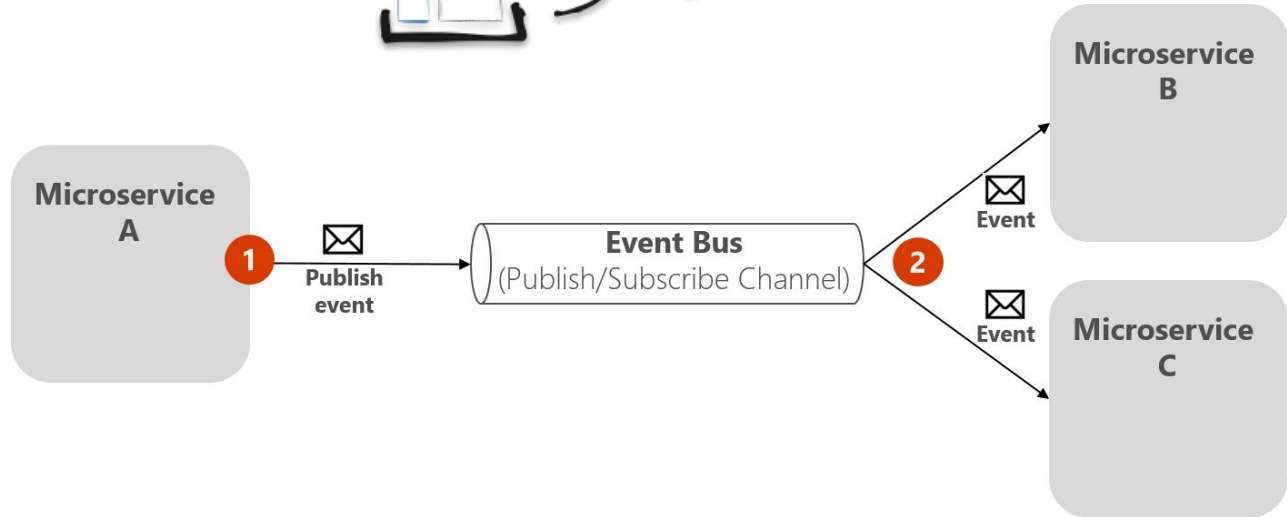 Microservice
A
1
Publish
event
Event Bus
(Publish/Subscribe Channel)
2
Event
Microservice
B
Event
Microservice
C